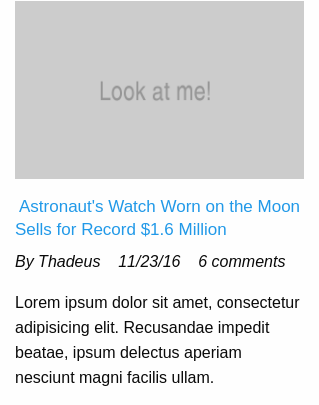 Look at me!
Astronaut's Watch Worn on the Moon
Sells for Record $1.6 Million
By Thadeus 11/23/16 6 comments
Lorem ipsum dolor sit amet, consectetur
adipisicing elit. Recusandae impedit
beatae, ipsum delectus aperiam
nesciunt magni facilis ullam.